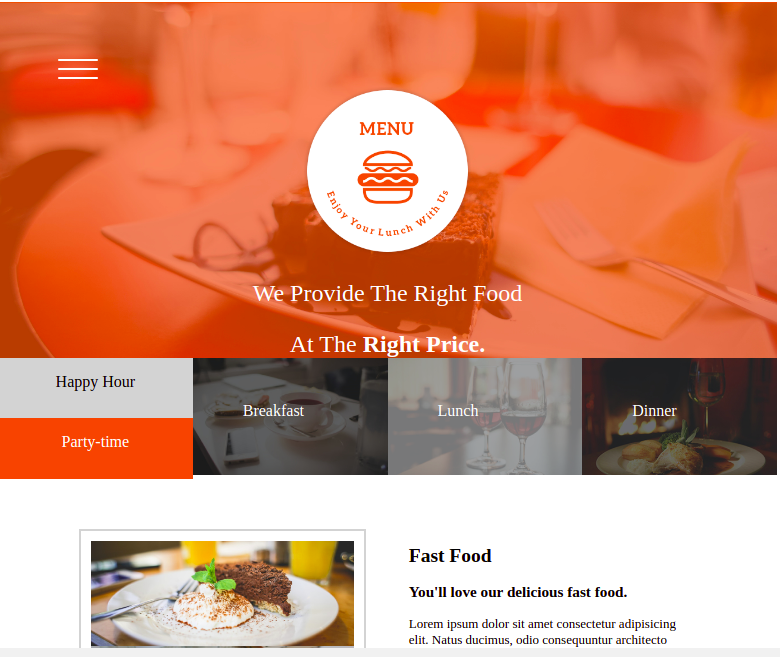 MENU
Enjoy Your Lunch With Us
We Provide The Right Food
At The Right Price.
Happy Hour
Party-time
Breakfast
Lunch
Dinner
Fast Food
You'll love our delicious fast food.
Lorem ipsum dolor sit amet consectetur adipisicing
elit. Natus ducimus, odio consequuntur architecto